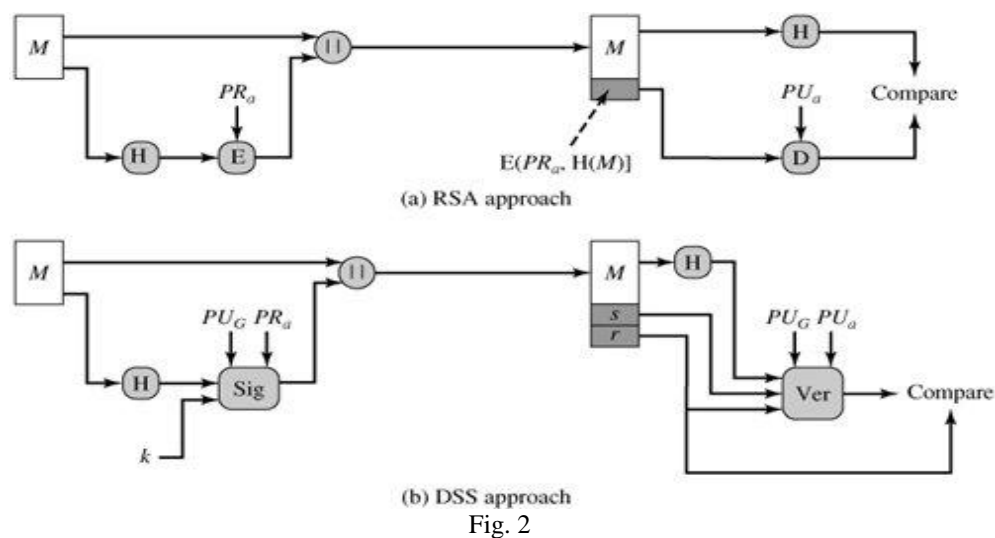 M
| |
M
H
PRa
PUa
Compare
H
E
D
E(PRa, H(M)]
(a) RSA approach
M
| |
M
H
s
r
PUG PRa
PUG PUa
H
Sig
Ver
Compare
k
(b) DSS approach
Fig. 2